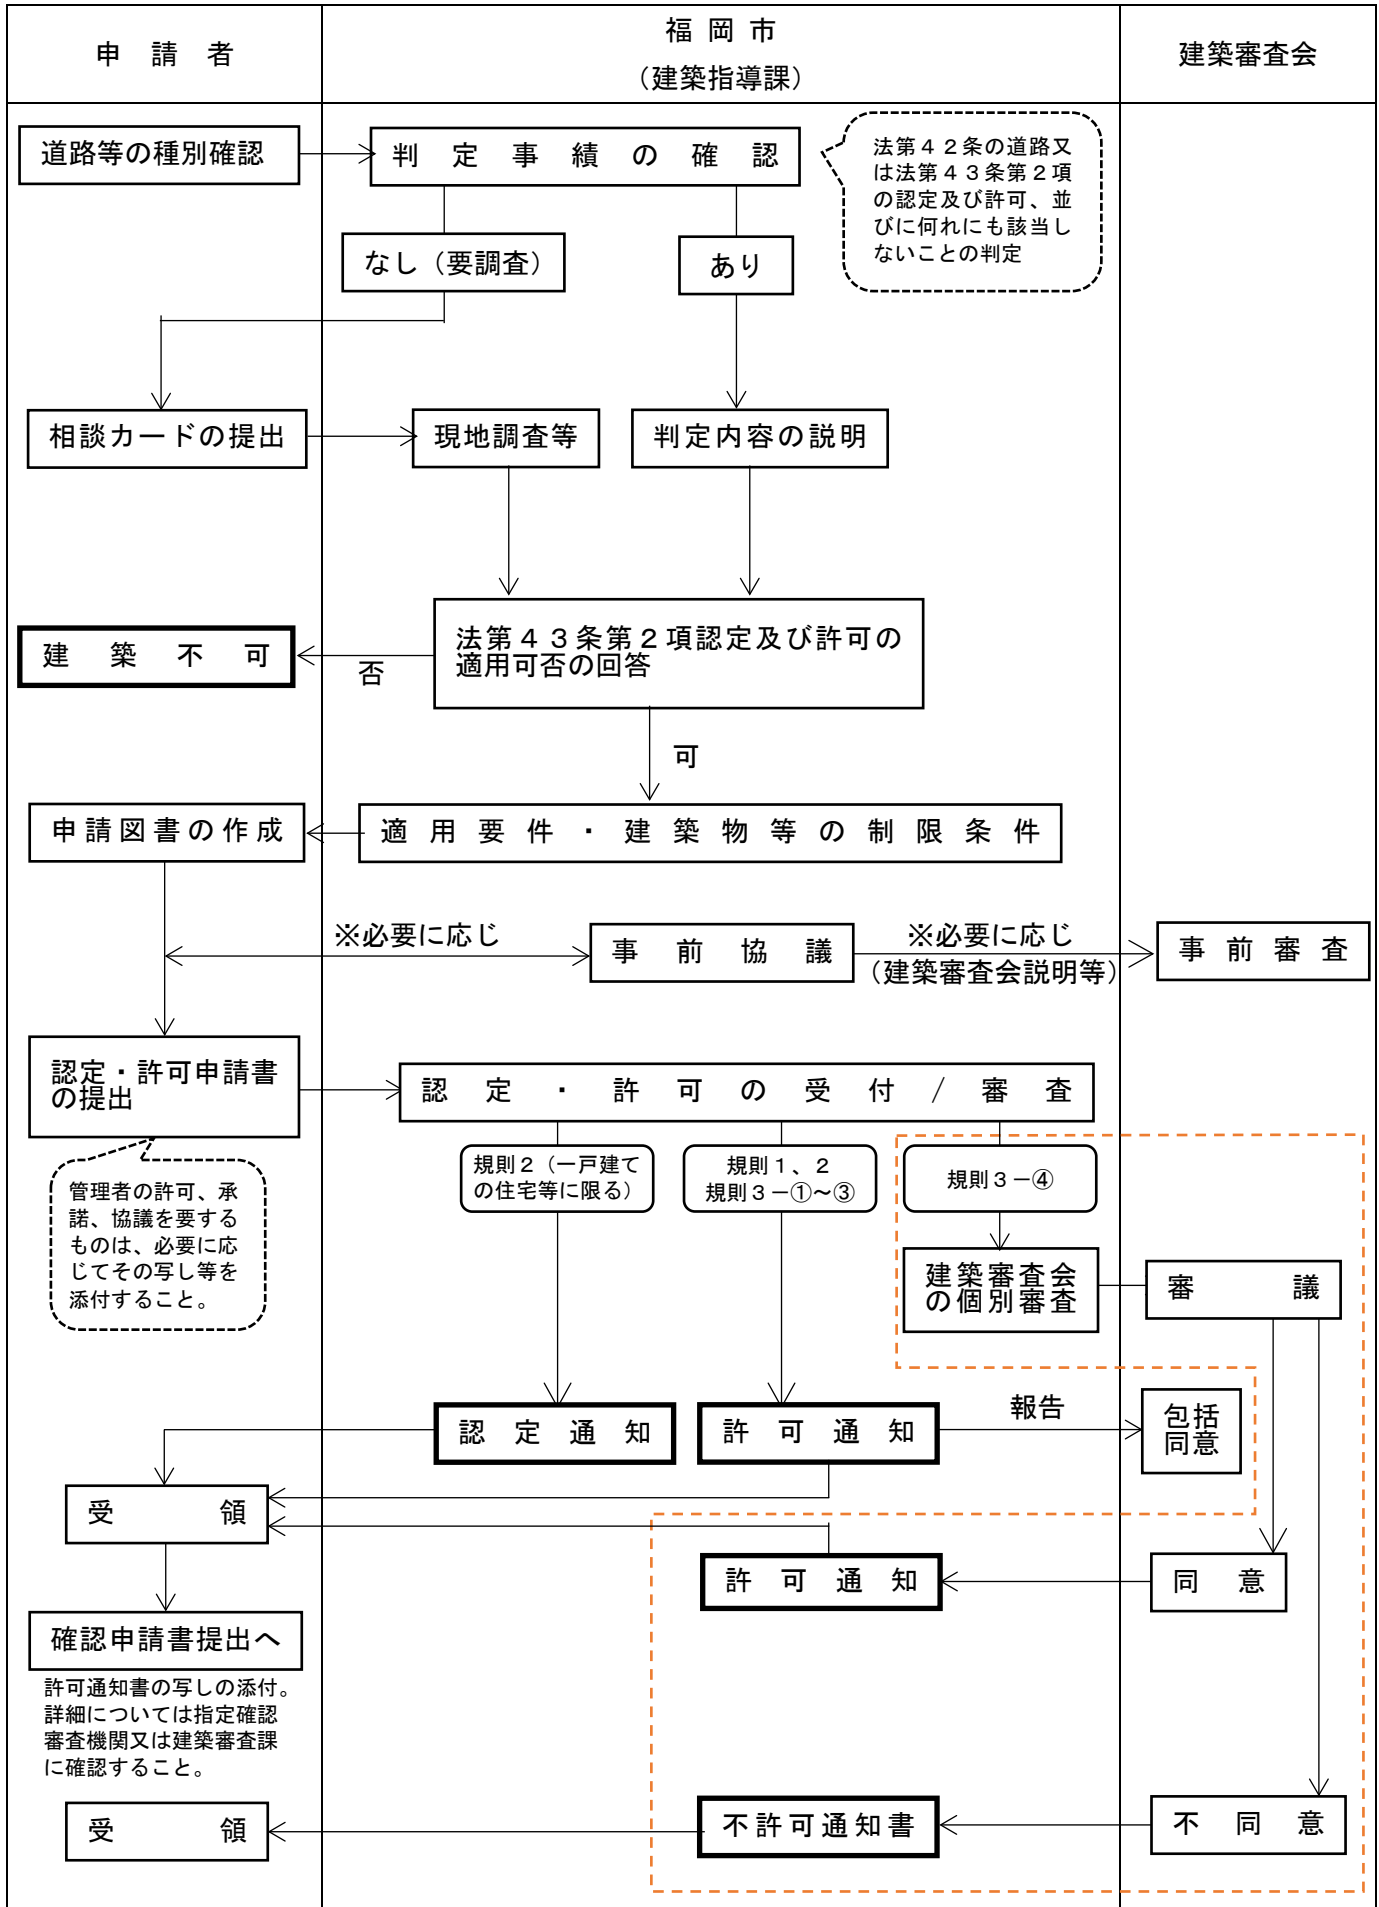 申請者
福岡市
（建築指導課）
建築審査会
道路等の種別確認
判定事績の確認
法第４２条の道路又
は法第４３条第２項
の認定及び許可、並
びに何れにも該当し
ないことの判定
なし（要調査）
あり
相談カードの提出
現地調査等
判定内容の説明
法第４３条第２項認定及び許可の
適用可否の回答
建築不可
否
可
申請図書の作成
適用要件・建築物等の制限条件
※必要に応じ
事前協議
※必要に応じ
（建築審査会説明等）
事前審査
認定・許可申請書
の提出
認定・許可の受付/審査
管理者の許可、承
諾、協議を要する
ものは、必要に応
じてその写し等を
添付すること。
規則２（一戸建て
の住宅等に限る）
規則１、２
規則３－①～③
規則３－④
建築審査会
の個別審査
審議
認定通知
許可通知
報告
包括
同意
受領
許可通知
同意
確認申請書提出へ
許可通知書の写しの添付。
詳細については指定確認
審査機関又は建築審査課
に確認すること。
受領
不許可通知書
不同意